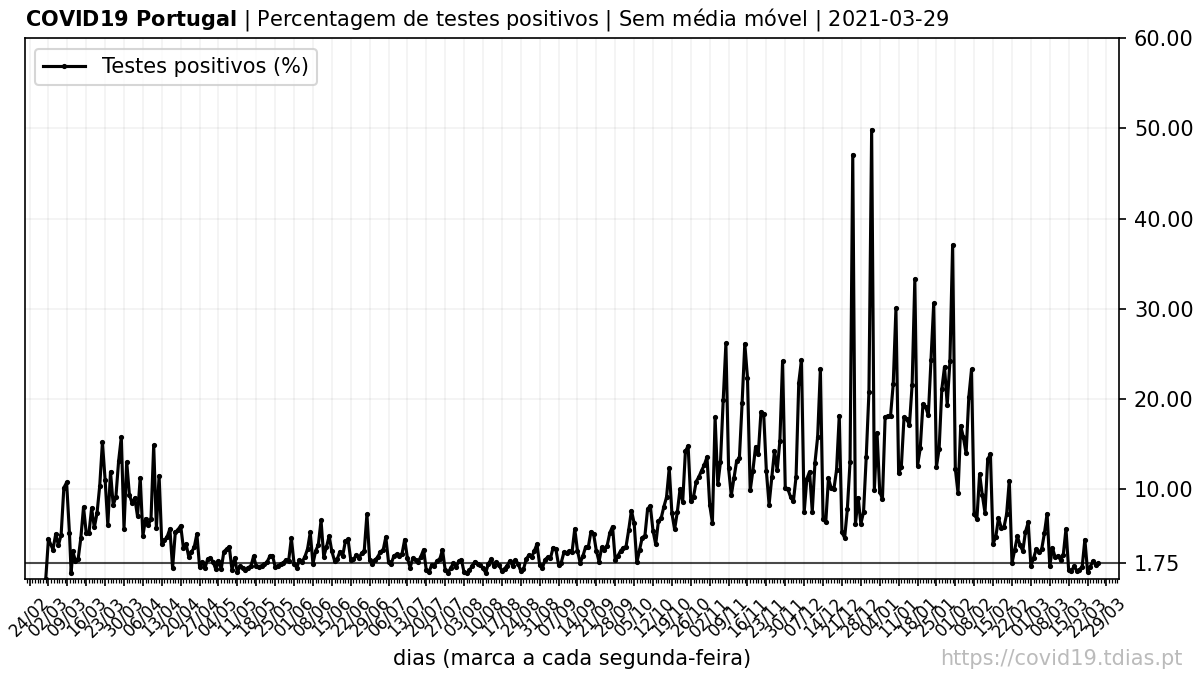 COVID19 Portugal | Percentagem de testes positivos | Sem média móvel | 2021-03-29
Testes positivos (%)
60.00
50.00
40.00
30.00
20.00
10.00
1.75
24/02 02/03 09/03 16/03 23/03 30/03 06/04 13/04 20/04 27/04 04/05 11/05 18/05 25/05 01/06 08/06 15/06 22/06 29/06 06/07 13/07 20/07 27/07 03/08 10/08 17/08 24/08 31/08 07/09 14/09 21/09 28/09 05/10 12/10 19/10 26/10 02/11 09/11 16/11 23/11 30/11 07/12 14/12 21/12 28/12 04/01 11/01 18/01 25/01 01/02 08/02 15/02 22/02 01/03 08/03 15/03 22/03 29/03
dias (marca a cada segunda-feira)
https://covid19.tdias.pt